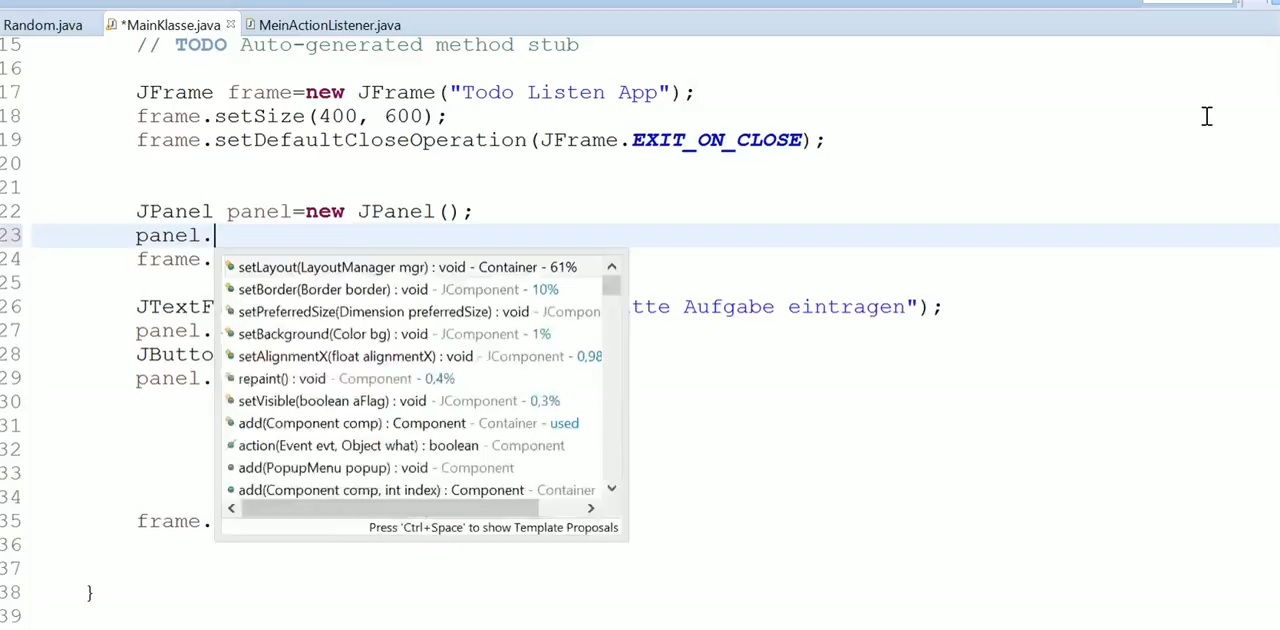 Random.java *MainKlasse.java MeinActionListener.java
15 // TODO Auto-generated method stub
16
17 JFrame frame=new JFrame("Todo Listen App");
18 frame.setSize(400, 600);
19 frame.setDefaultCloseOperation(JFrame.EXIT_ON_CLOSE);
20
21
22 JPanel panel=new JPanel();
23 panel.
24 frame.
25
26 JTextF tte Aufgabe eintragen");
27 panel.
28 JButto
29 panel.
30
31
32
33
34
35 frame.
36
37
38 }
39
setLayout(LayoutManager mgr) : void - Container - 61%
setBorder(Border border) : void - JComponent - 10%
setPreferredSize(Dimension preferredSize) : void - JCompon
setBackground(Color bg) : void - JComponent - 1%
setAlignmentX(float alignmentX) : void - JComponent - 0,98
repaint() : void - Component - 0,4%
setVisible(boolean aFlag) : void - JComponent - 0,3%
add(Component comp) : Component - Container - used
action(Event evt, Object what) : boolean - Component
add(PopupMenu popup) : void - Component
add(Component comp, int index) : Component - Container
Press 'Ctrl+Space' to show Template Proposals